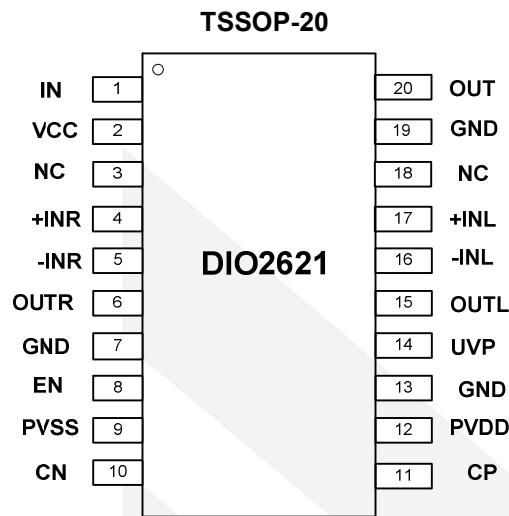 TSSOP-20
IN 1 20 OUT
VCC 2 19 GND
NC 3 18 NC
+INR 4 17 +INL
-INR 5 16 -INL
DIO2621
OUTR 6 15 OUTL
GND 7 14 UVP
EN 8 13 GND
PVSS 9 12 PVDD
CN 10 11 CP